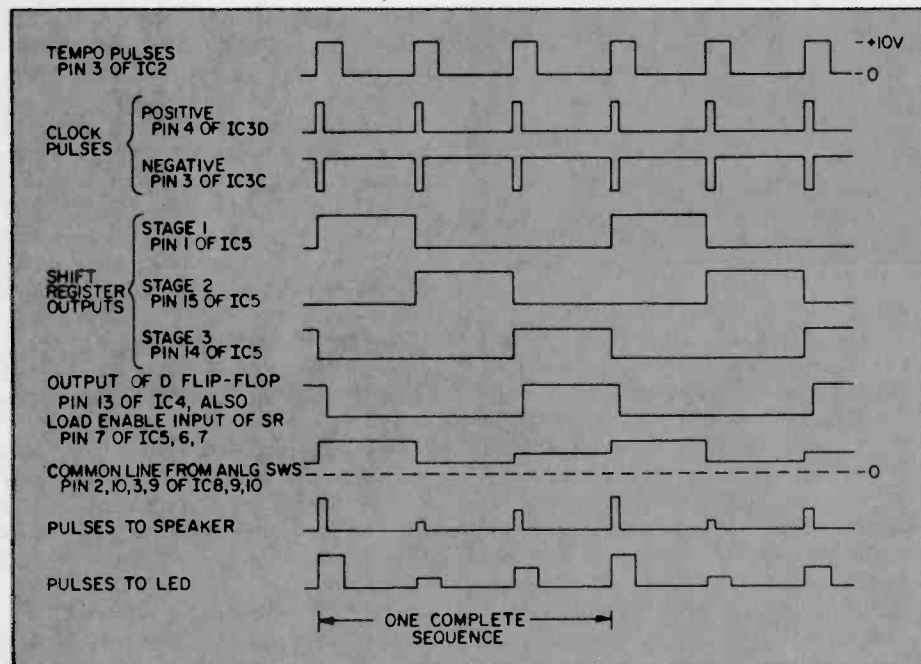 TEMPO PULSES
PIN 3 OF IC2
+10V
0
CLOCK
PULSES
POSITIVE
PIN 4 OF IC3D
NEGATIVE
PIN 3 OF IC3C
SHIFT
REGISTER
OUTPUTS
STAGE 1
PIN 1 OF IC5
STAGE 2
PIN 15 OF IC5
STAGE 3
PIN 14 OF IC5
OUTPUT OF D FLIP-FLOP
PIN 13 OF IC4, ALSO
LOAD ENABLE INPUT OF SR
PIN 7 OF IC5,6,7
COMMON LINE FROM ANLG SWS
PIN 2,10,3,9 OF IC8,9,10
0
PULSES TO SPEAKER
PULSES TO LED
ONE COMPLETE
SEQUENCE